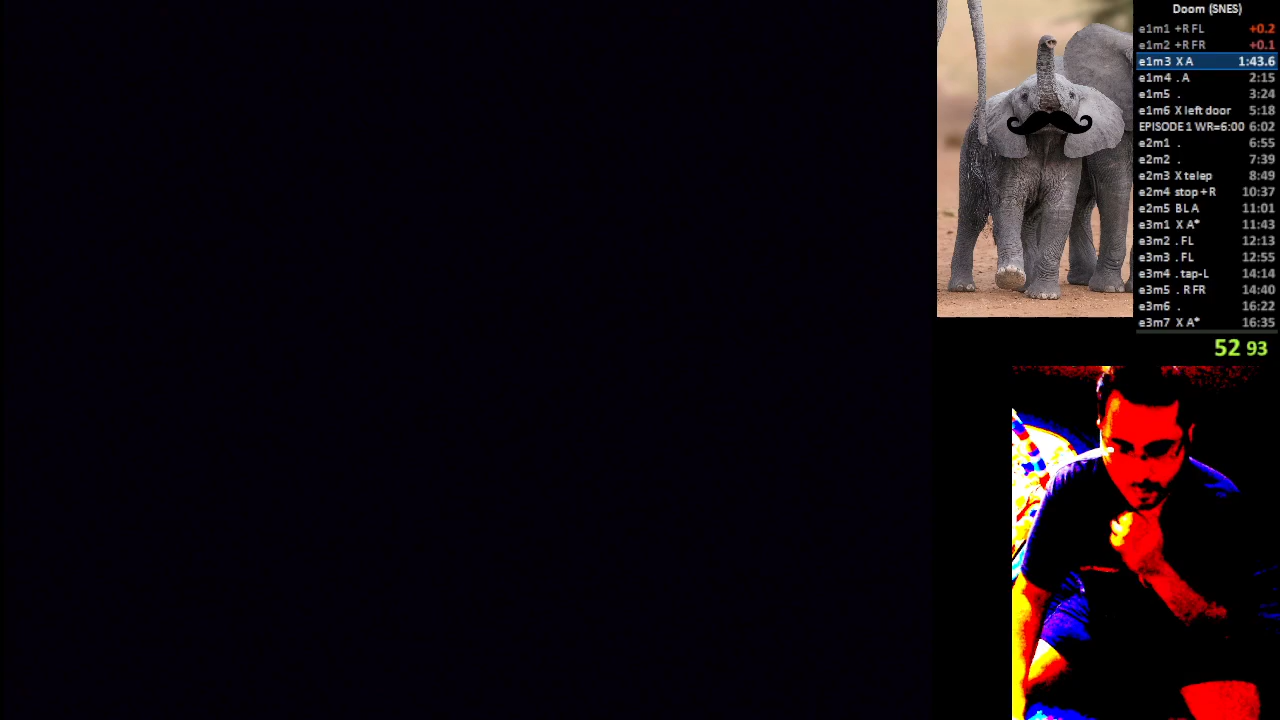 Doom (SNES)
e1m1 +R FL +0.2
e1m2 +R FR +0.1
e1m3 X A 1:43.6
e1m4 . A 2:15
e1m5 . 3:24
e1m6 X left door 5:18
EPISODE 1 WR=6:00 6:02
e2m1 . 6:55
e2m2 . 7:39
e2m3 X telep 8:49
e2m4 stop+R 10:37
e2m5 BL A 11:01
e3m1 X A* 11:43
e3m2 . FL 12:13
e3m3 . FL 12:55
e3m4 . tap-L 14:14
e3m5 . R FR 14:40
e3m6 . 16:22
e3m7 X A* 16:35
52 93